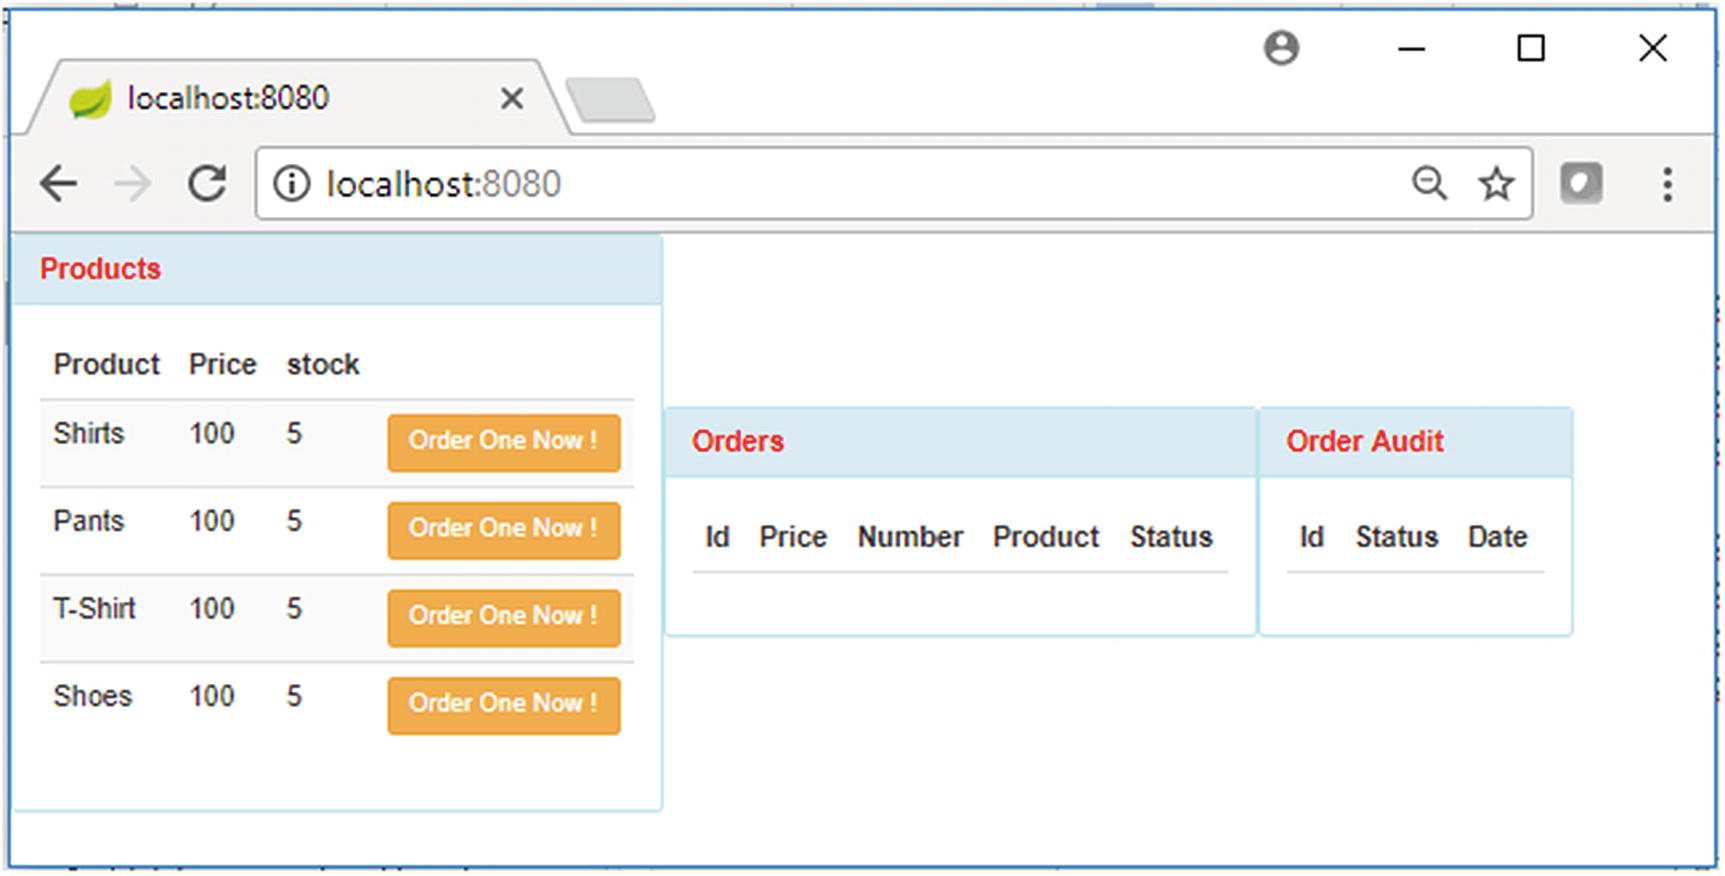 localhost:8080
localhost:8080
Products
Product Price stock
Shirts 100 5 Order One Now !
Pants 100 5 Order One Now !
T-Shirt 100 5 Order One Now !
Shoes 100 5 Order One Now !
Orders
Id Price Number Product Status
Order Audit
Id Status Date